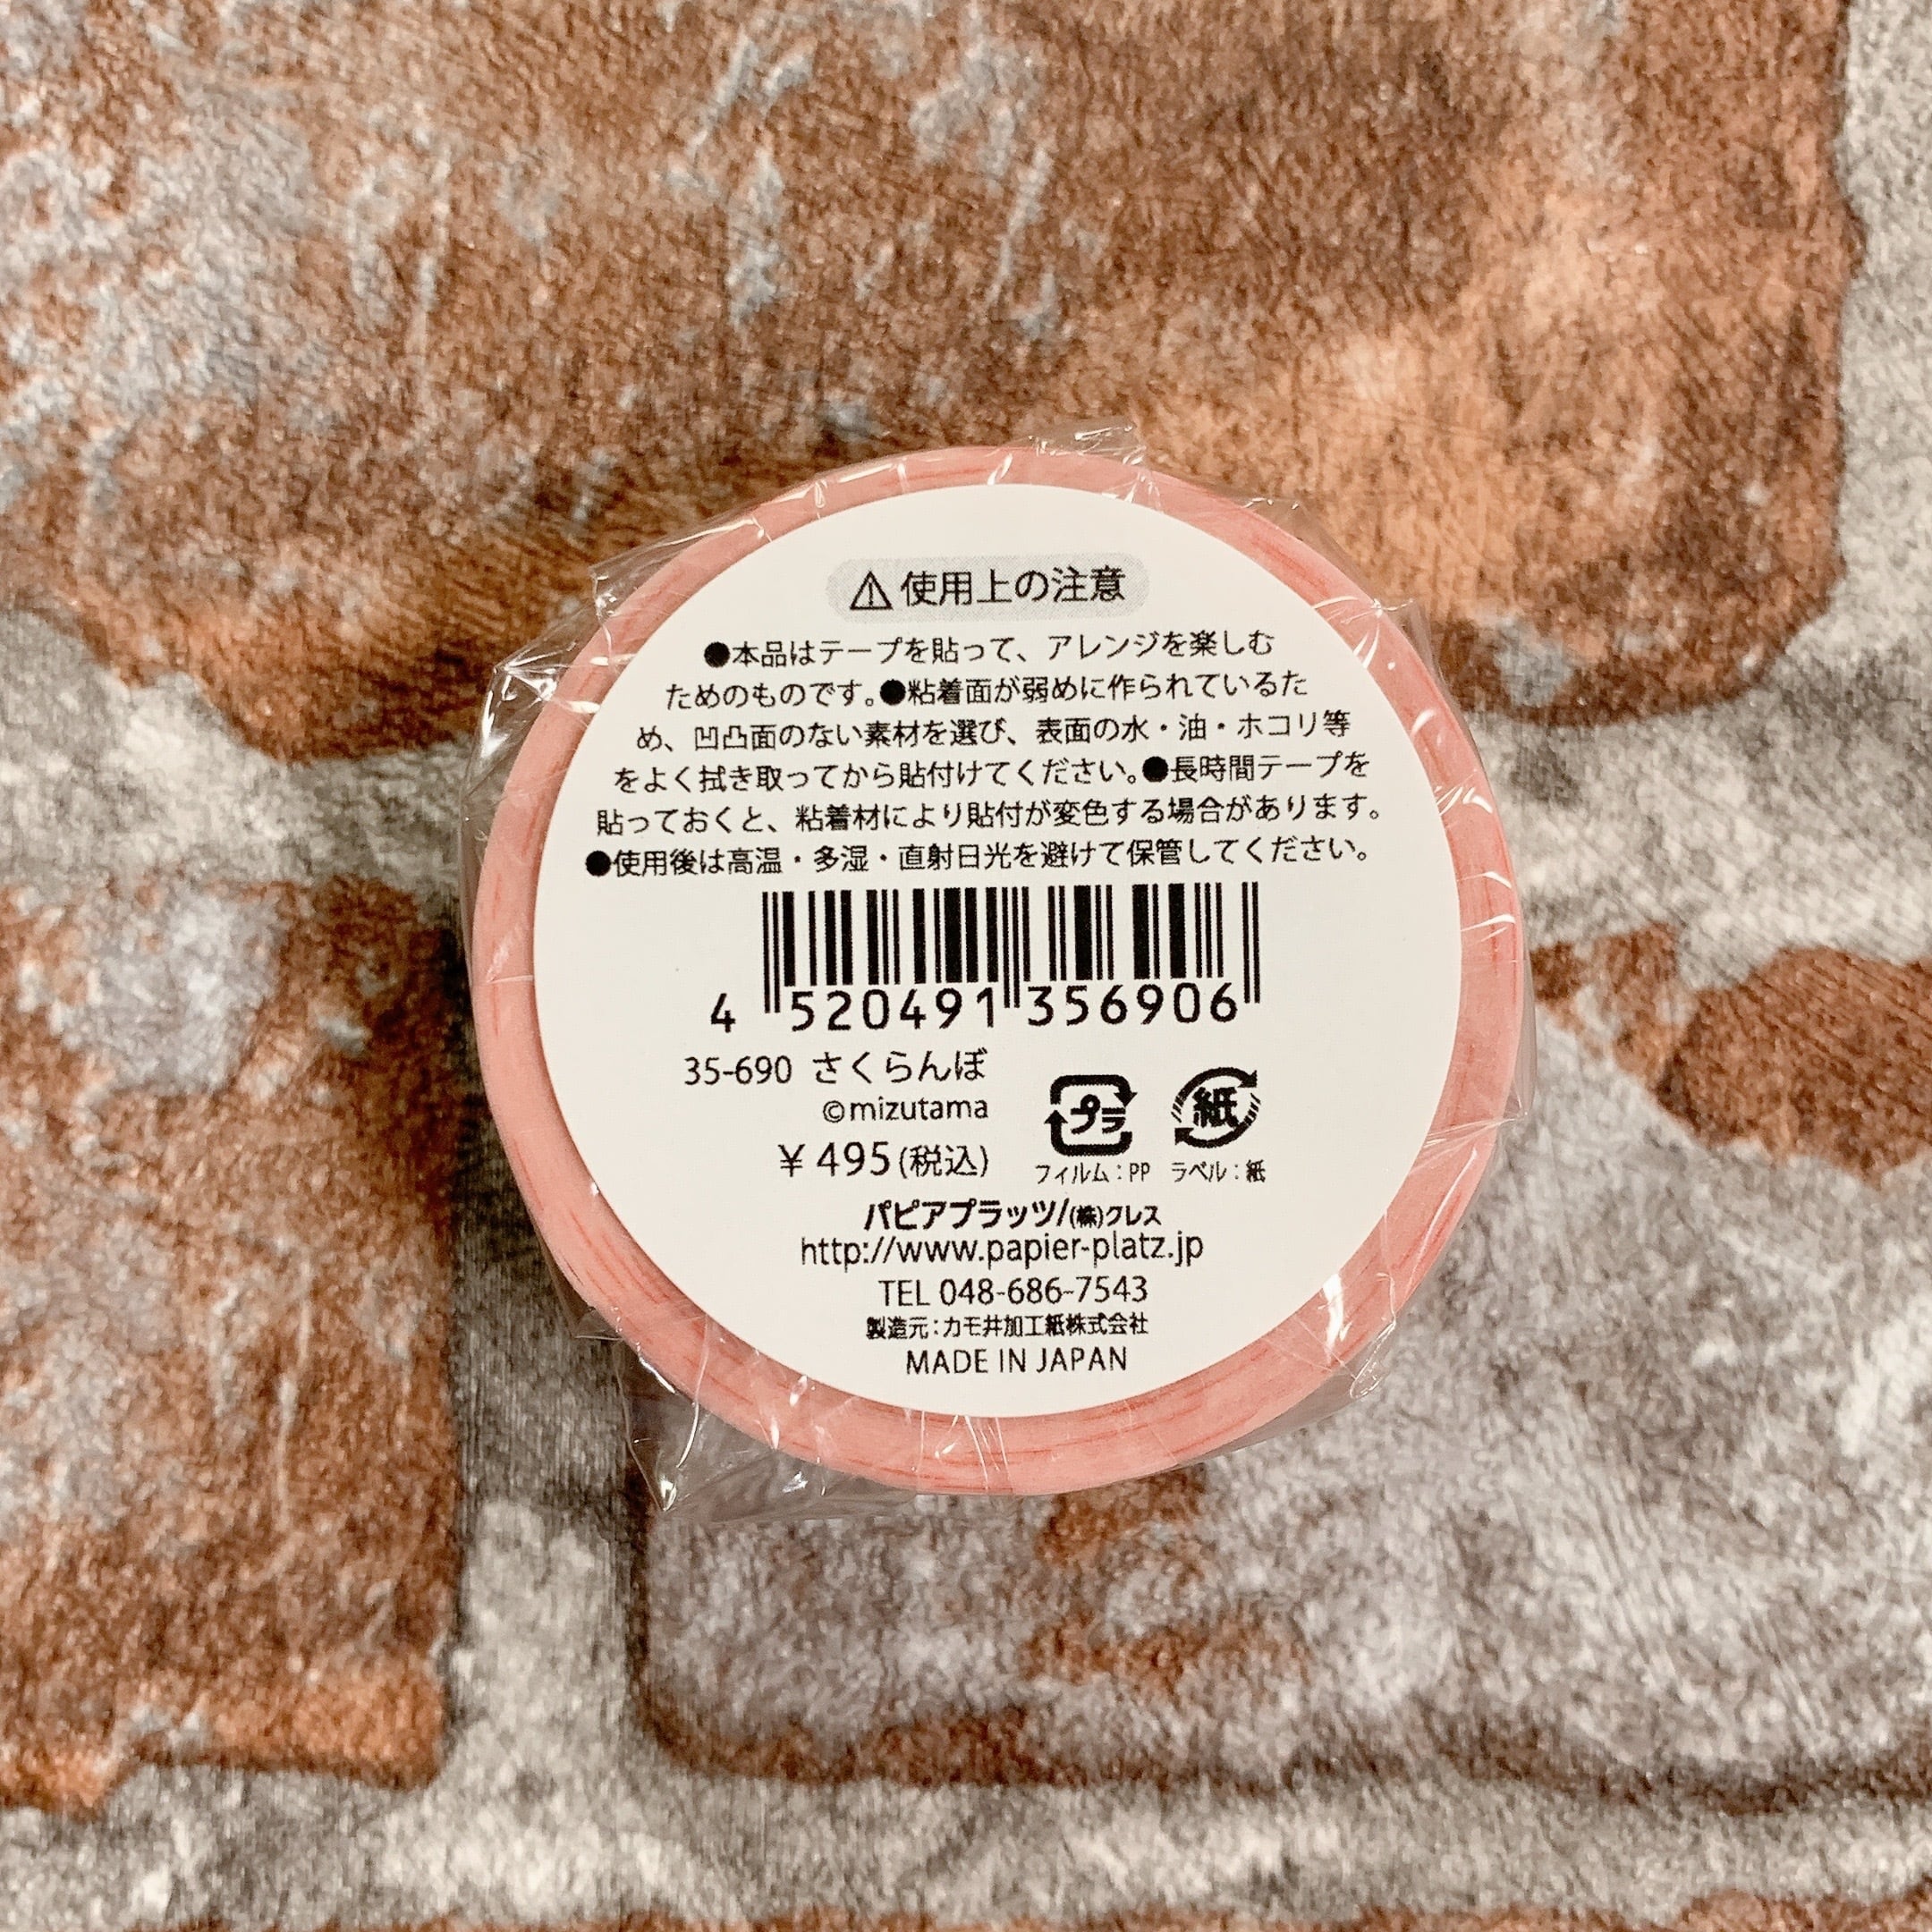 ⚠使用上の注意
●本品はテープを貼って、アレンジを楽しむ
ためのものです。●粘着面が弱めに作られているた
め、凹凸面のない素材を選び、表面の水・油・ホコリ等
をよく拭き取ってから貼付けてください。●長時間テープを
貼っておくと、粘着材により貼付が変色する場合があります。
●使用後は高温・多湿・直射日光を避けて保管してください。
4 520491 356906
35-690 さくらんぼ
©mizutama
¥495(税込)
プラ 紙
フィルム:PP ラベル:紙
パピアプラッツ/(株)クレス
http://www.papier-platz.jp
TEL 048-686-7543
製造元:カモ井加工紙株式会社
MADE IN JAPAN